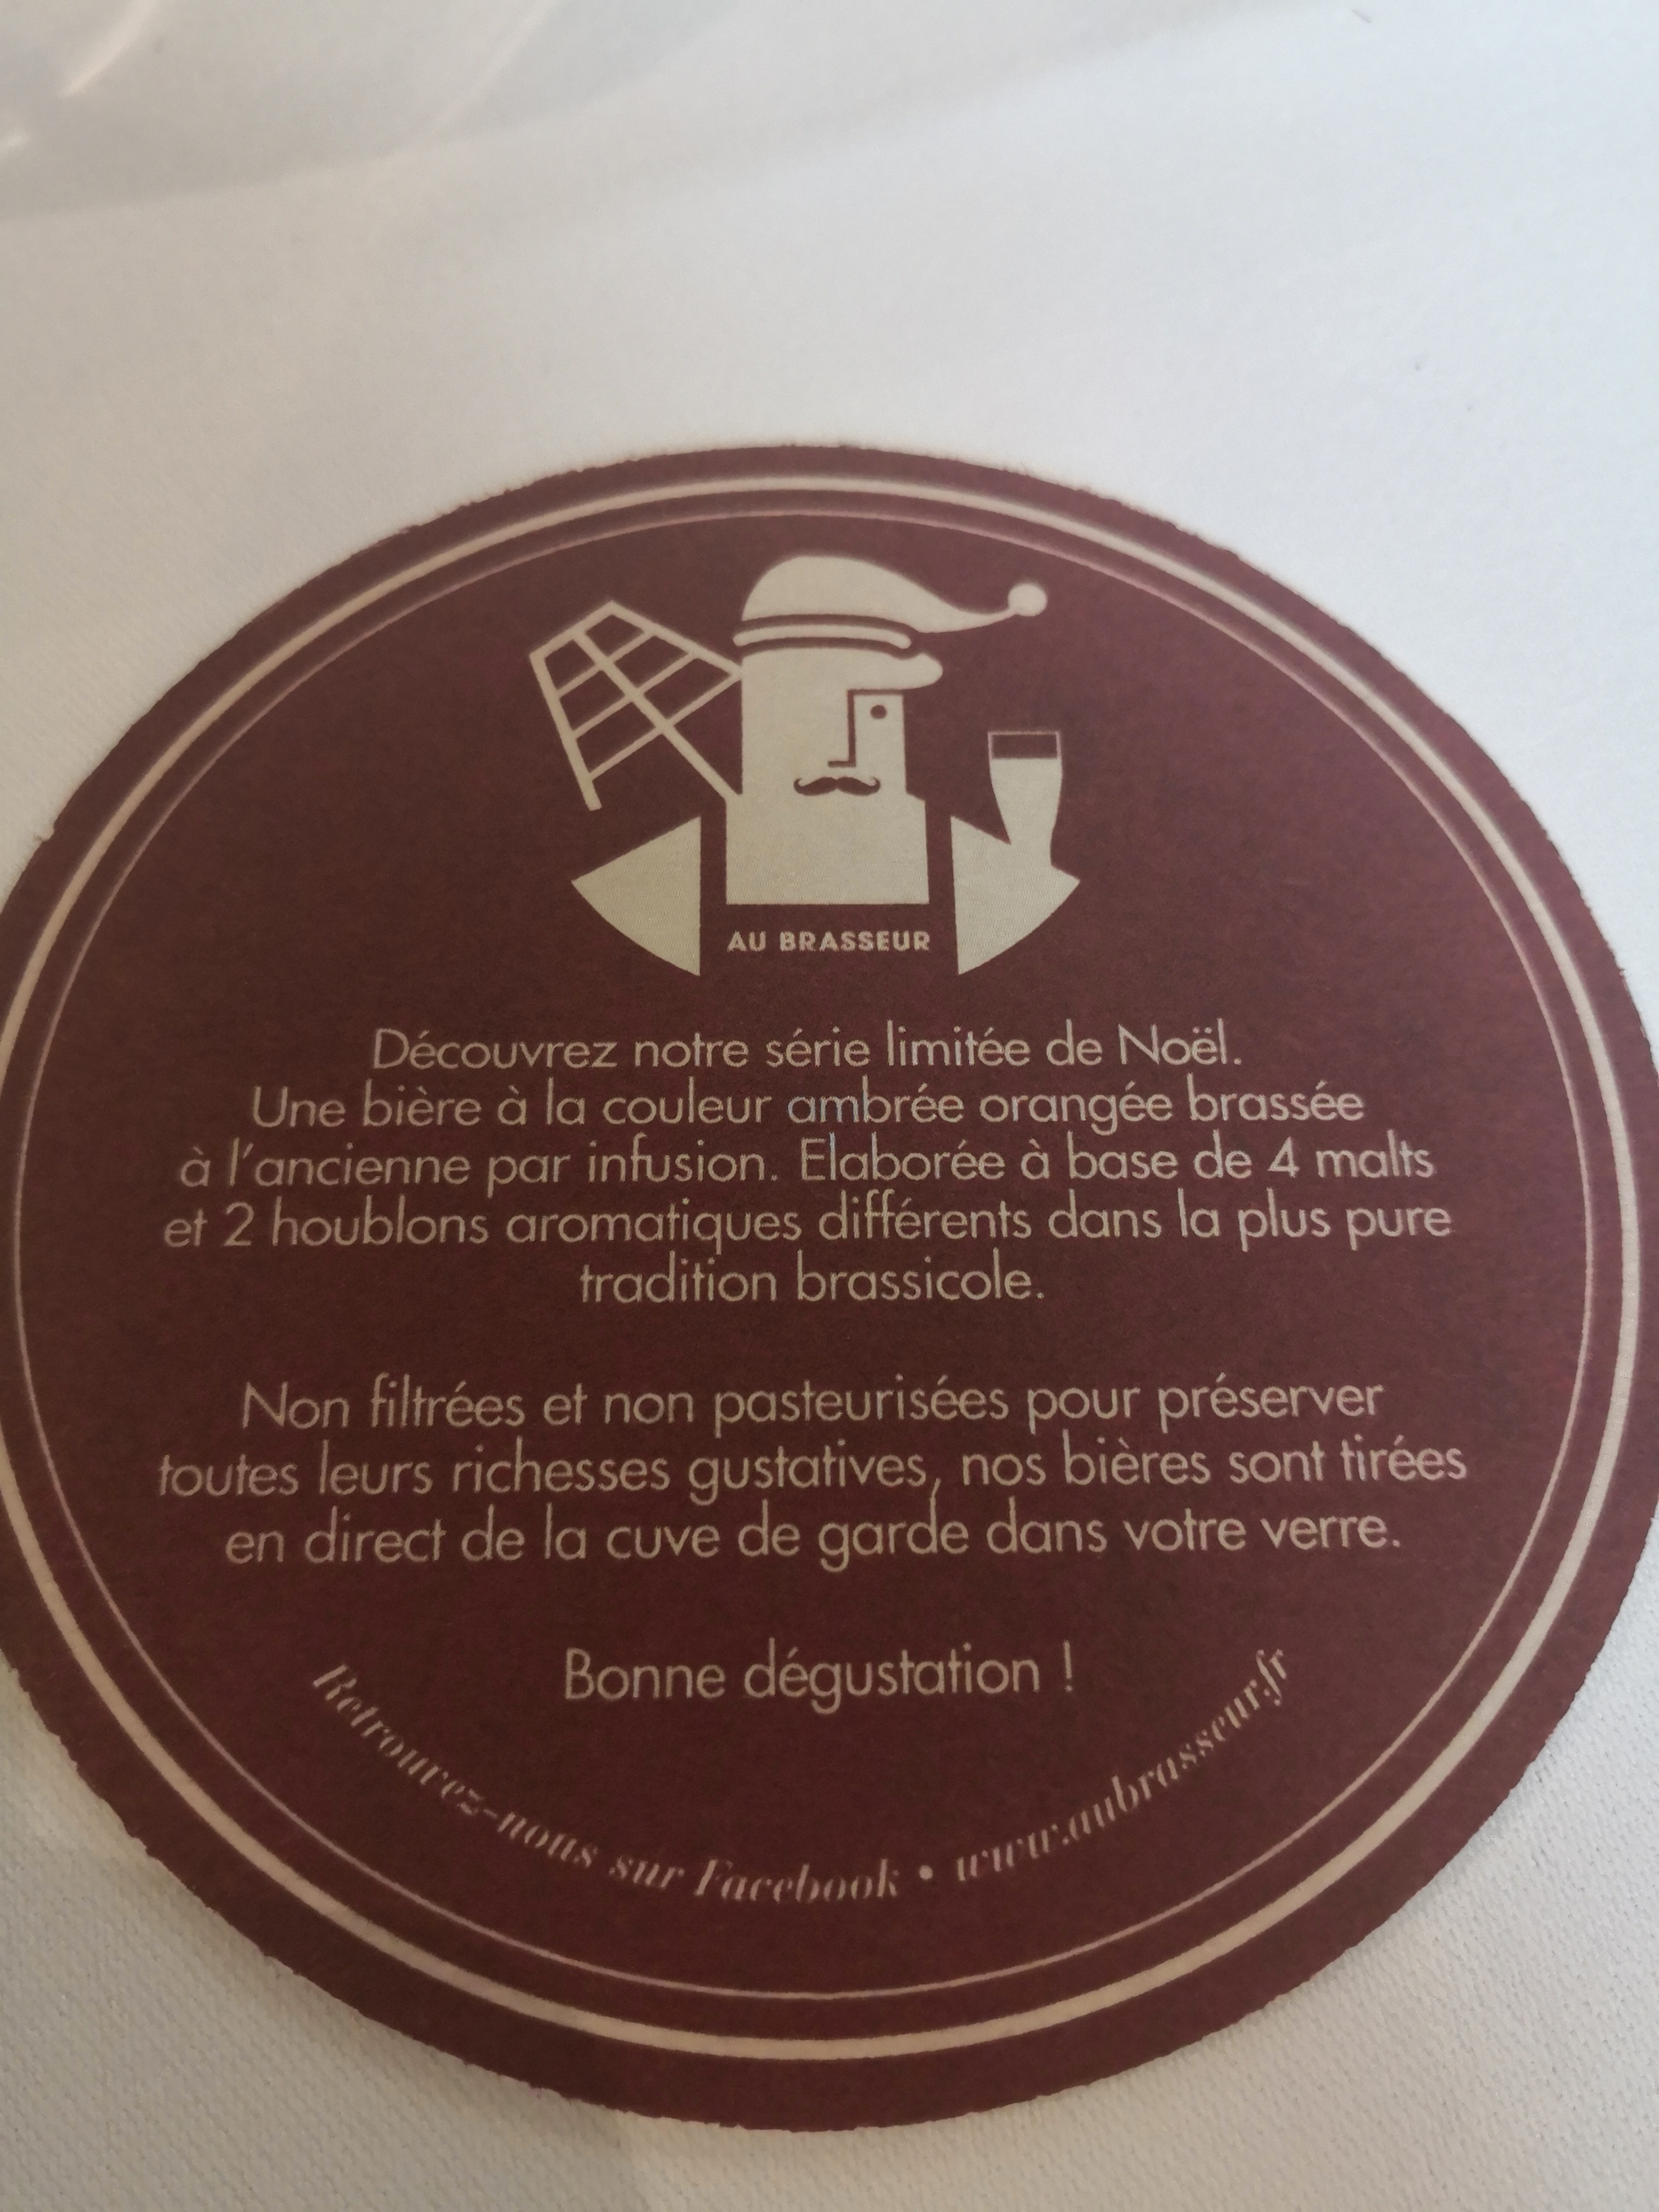 AU BRASSEUR
Découvrez notre série limitée de Noël.
Une bière à la couleur ambrée orangée brassée
à l'ancienne par infusion. Elaborée à base de 4 malts
et 2 houblons aromatiques différents dans la plus pure
tradition brassicole.
Non filtrées et non pasteurisées pour préserver
toutes leurs richesses gustatives, nos bières sont tirées
en direct de la cuve de garde dans votre verre.
Bonne dégustation !
Retrouvez-nous sur Facebook • www.aubrasseur.fr